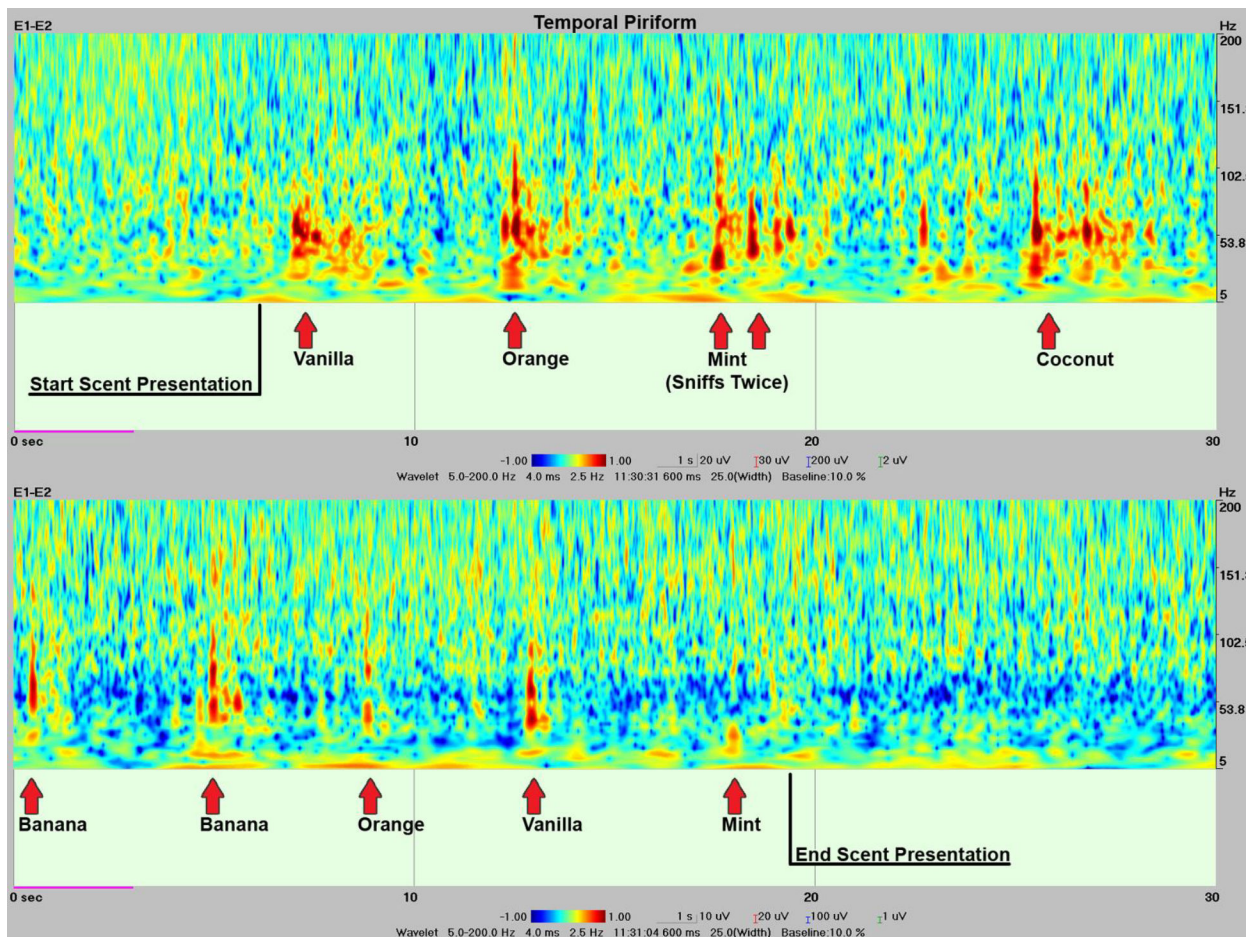 Temporal Piriform
E1-E2 Hz
200
151.
102.
53.8
5
Vanilla Orange Mint Coconut
(Sniffs Twice)
Start Scent Presentation
0 sec 10 20 30
-1.00 1.00 1 s 20 uV 30 uV 200 uV 2 uV
Wavelet 5.0-200.0 Hz 4.0 ms 2.5 Hz 11:30:31 600 ms 25.0(Width) Baseline:10.0 %
E1-E2 Hz
200
151.
102.
53.8
5
Banana Banana Orange Vanilla Mint
End Scent Presentation
0 sec 10 20 30
-1.00 1.00 1 s 10 uV 20 uV 100 uV 1 uV
Wavelet 5.0-200.0 Hz 4.0 ms 2.5 Hz 11:31:04 600 ms 25.0(Width) Baseline:10.0 %